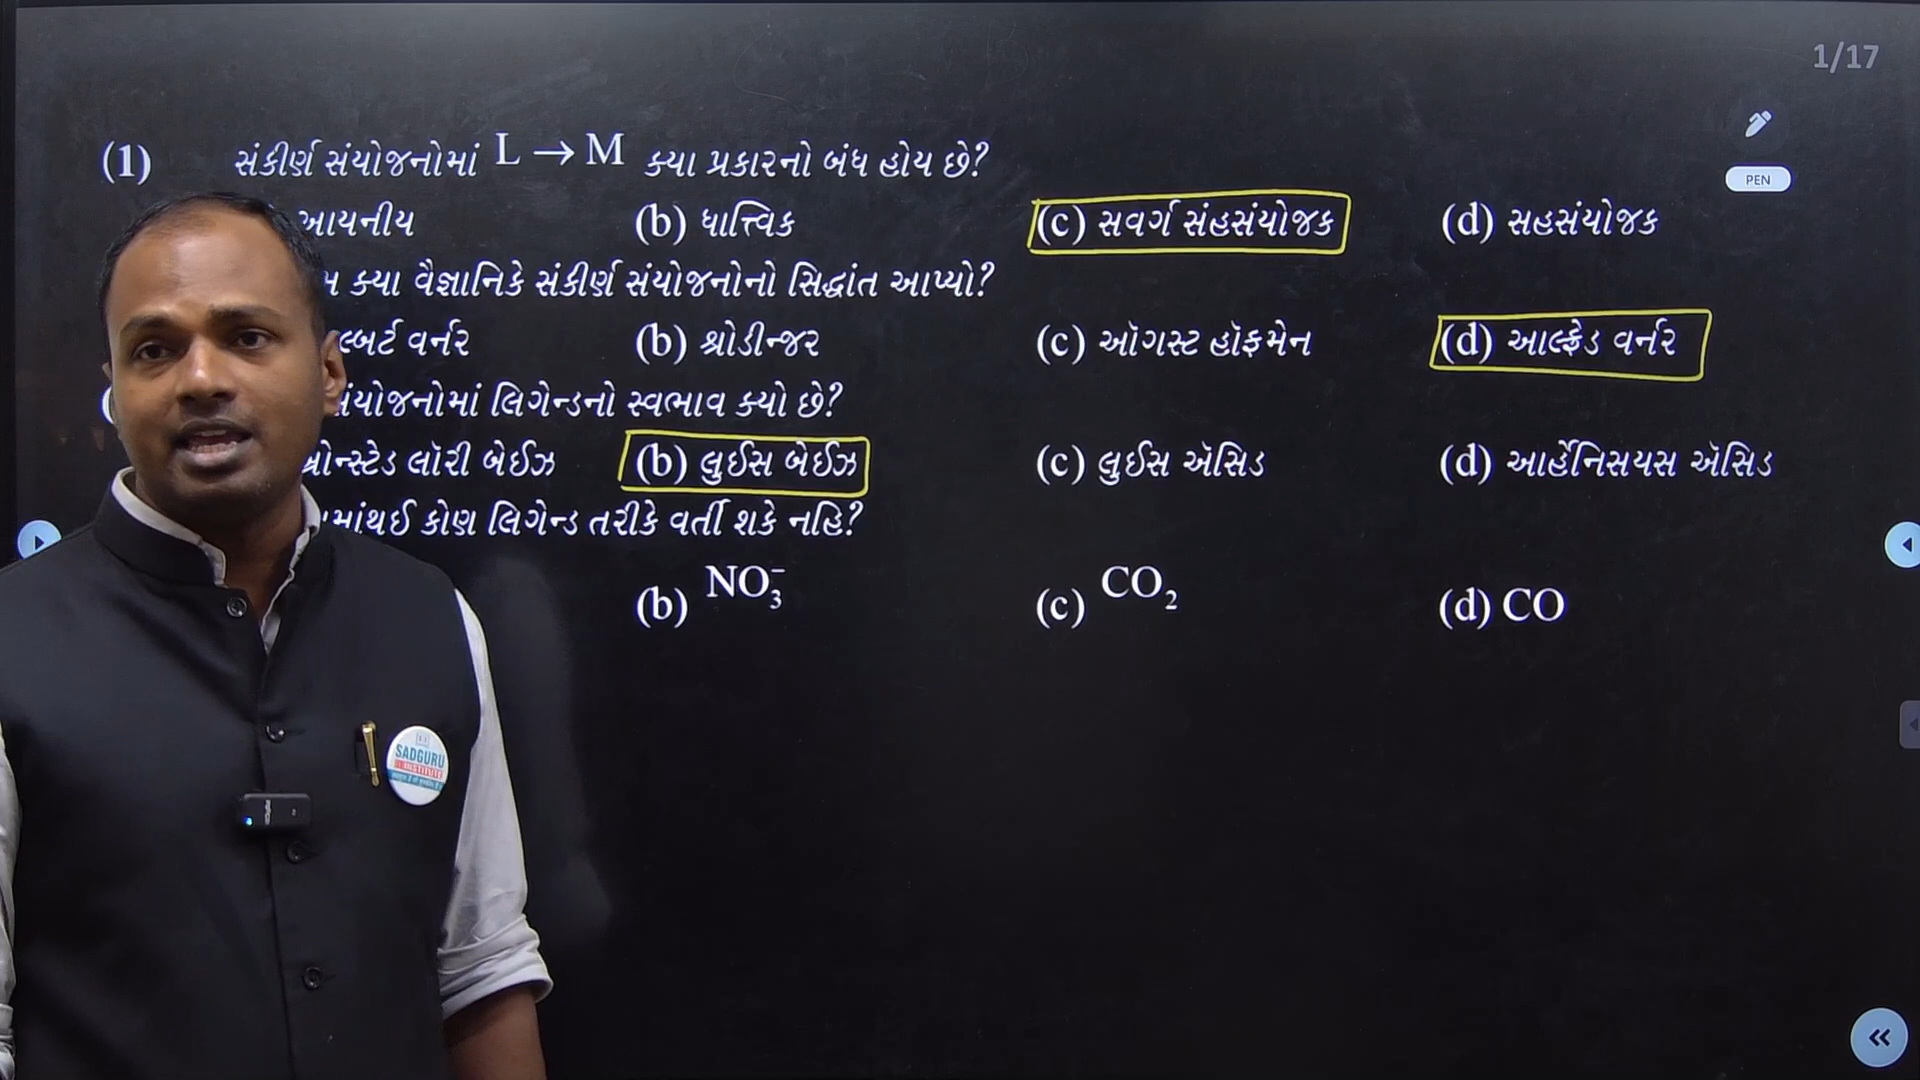 1/17
PEN
(1) સંકીર્ણ સંયોજનોમાં L → M ક્યા પ્રકારનો બંધ હોય છે?
આયનીય (b) ધાત્ત્વિક (c) સવર્ગ સંહસંયોજક (d) સહસંયોજક
ક્યા વૈજ્ઞાનિકે સંકીર્ણ સંયોજનોનો સિદ્ધાંત આપ્યો?
લ્બર્ટ વર્નર (b) શ્રોડીન્જર (c) ઑગસ્ટ હૉફમેન (d) આલ્ફ્રેડ વર્નર
સંયોજનોમાં લિગેન્ડનો સ્વભાવ ક્યો છે?
બ્રોન્સ્ટેડ લૉરી બેઈઝ (b) લુઈસ બેઈઝ (c) લુઈસ ઍસિડ (d) આર્હેનિસયસ ઍસિડ
માંથઈ કોણ લિગેન્ડ તરીકે વર્તી શકે નહિ?
(b) NO₃⁻ (c) CO₂ (d) CO
SADGURU
INSTITUTE